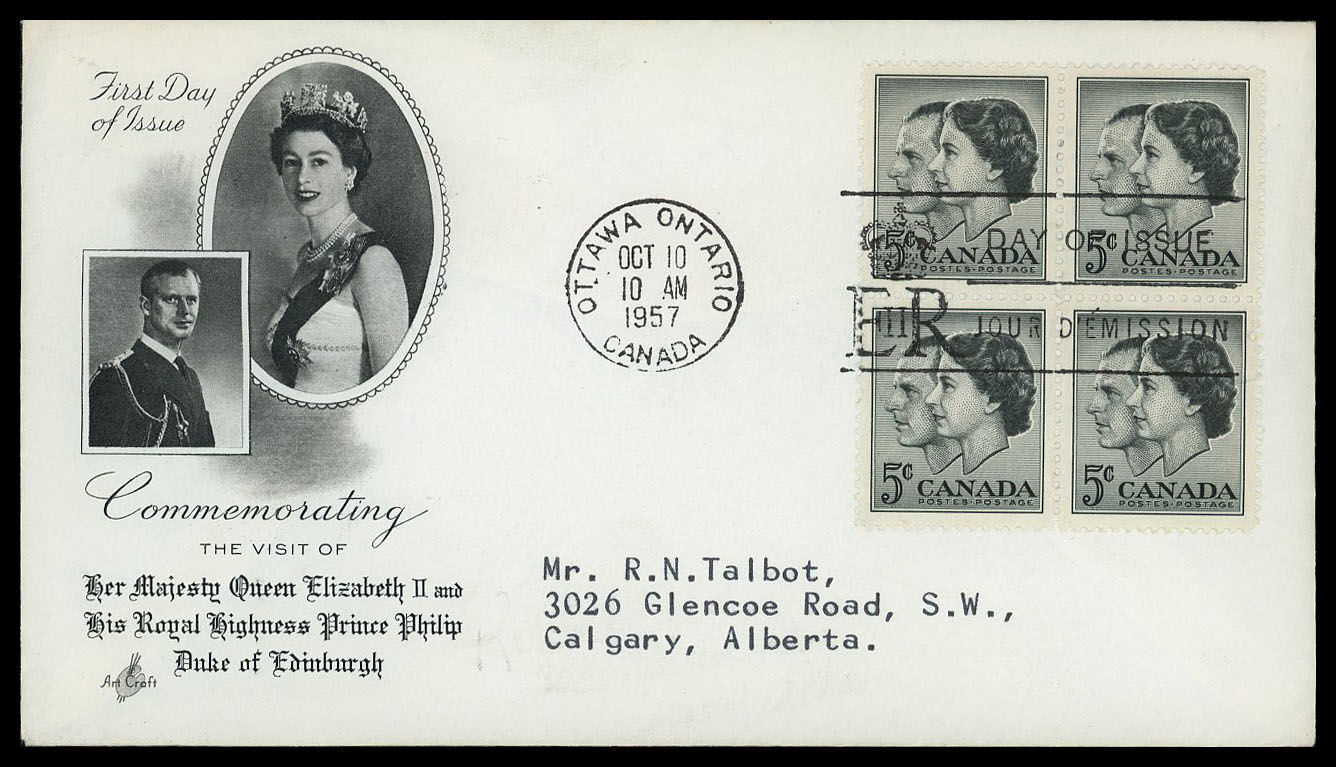 First Day
of Issue
Commemorating
THE VISIT OF
Her Majesty Queen Elizabeth II and
His Royal Highness Prince Philip
Duke of Edinburgh
Art Craft
OTTAWA ONTARIO
OCT 10
10 AM
1957
CANADA
5¢ CANADA
POSTES-POSTAGE
5¢ CANADA
POSTES-POSTAGE
DAY OF ISSUE
EIIR JOUR D'ÉMISSION
5¢ CANADA
POSTES-POSTAGE
5¢ CANADA
POSTES-POSTAGE
Mr. R.N.Talbot,
3026 Glencoe Road, S.W.,
Calgary, Alberta.